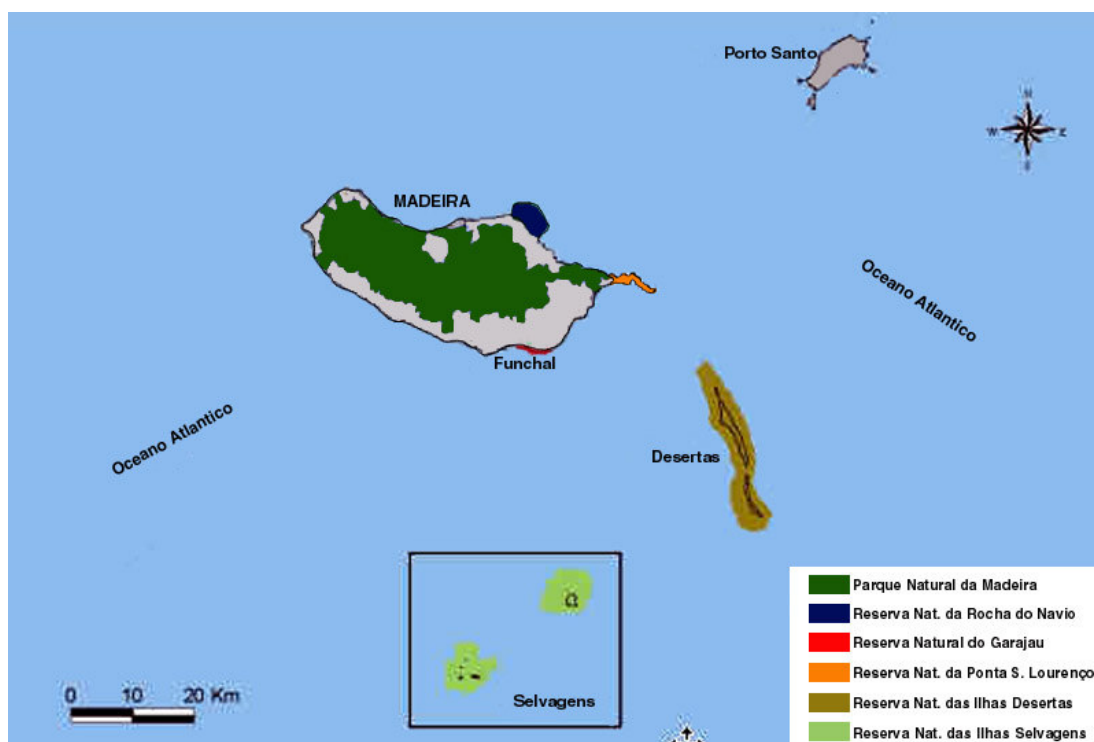 Porto Santo
N
W
E
S
MADEIRA
Oceano Atlantico
Funchal
Oceano Atlantico
Desertas
Selvagens
0 10 20 Km
Parque Natural da Madeira
Reserva Nat. da Rocha do Navio
Reserva Natural do Garajau
Reserva Nat. da Ponta S. Lourenço
Reserva Nat. das Ilhas Desertas
Reserva Nat. das Ilhas Selvagens